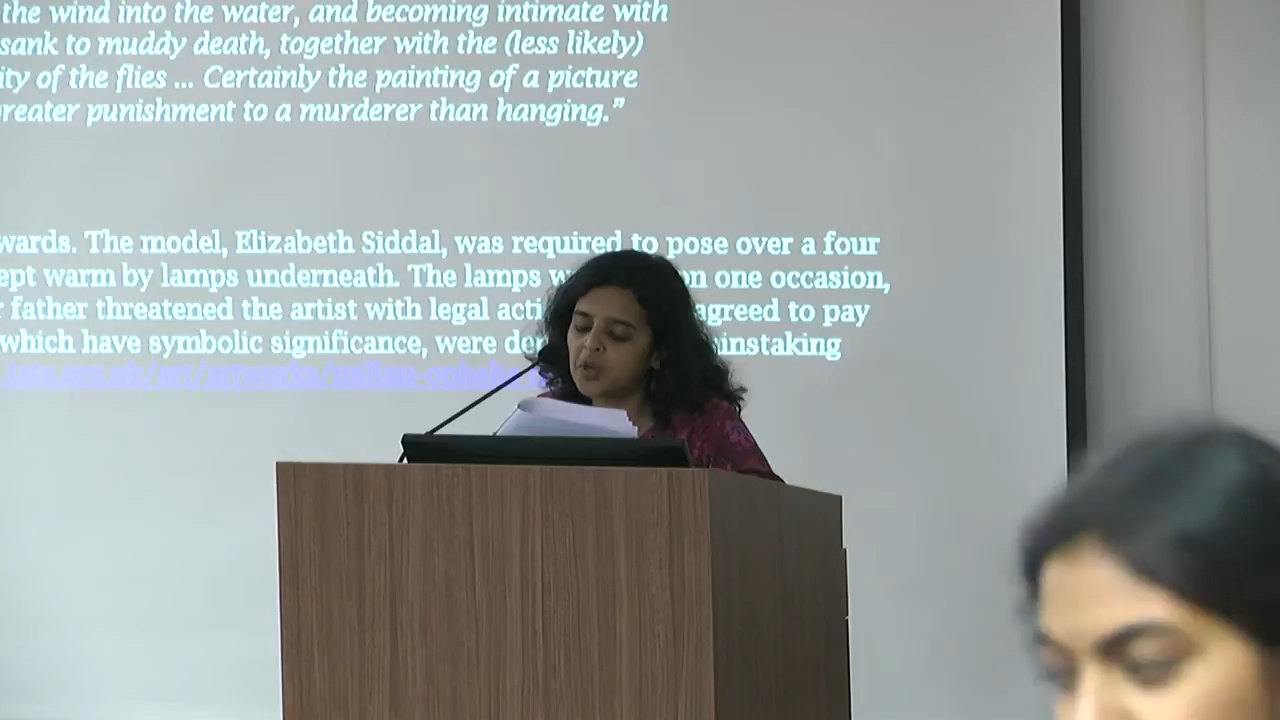 the wind into the water, and becoming intimate with
sank to muddy death, together with the (less likely)
ity of the flies ... Certainly the painting of a picture
reater punishment to a murderer than hanging.”
wards. The model, Elizabeth Siddal, was required to pose over a four
ept warm by lamps underneath. The lamps on one occasion,
father threatened the artist with legal acti agreed to pay
which have symbolic significance, were de instaking